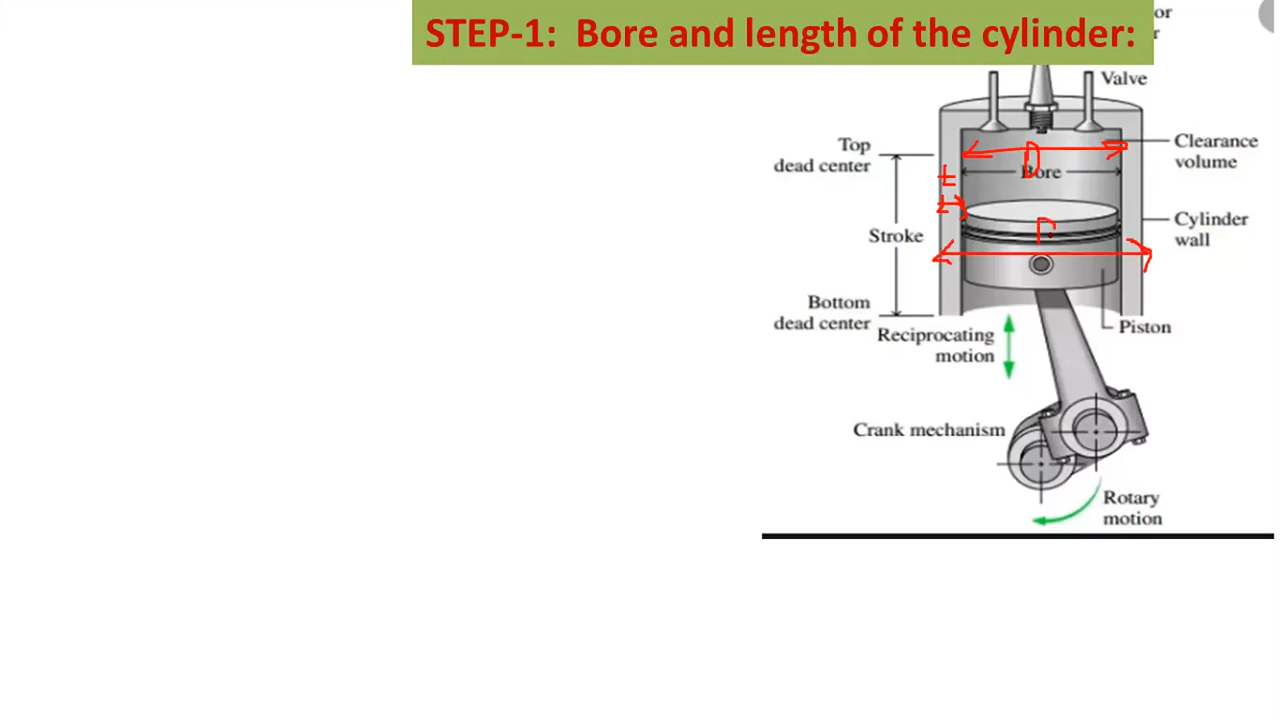 STEP-1: Bore and length of the cylinder:
or
r
Valve
Top
dead center
Clearance
volume
D
Bore
t
Stroke
Cylinder
wall
Bottom
dead center
Reciprocating
motion
Piston
Crank mechanism
Rotary
motion